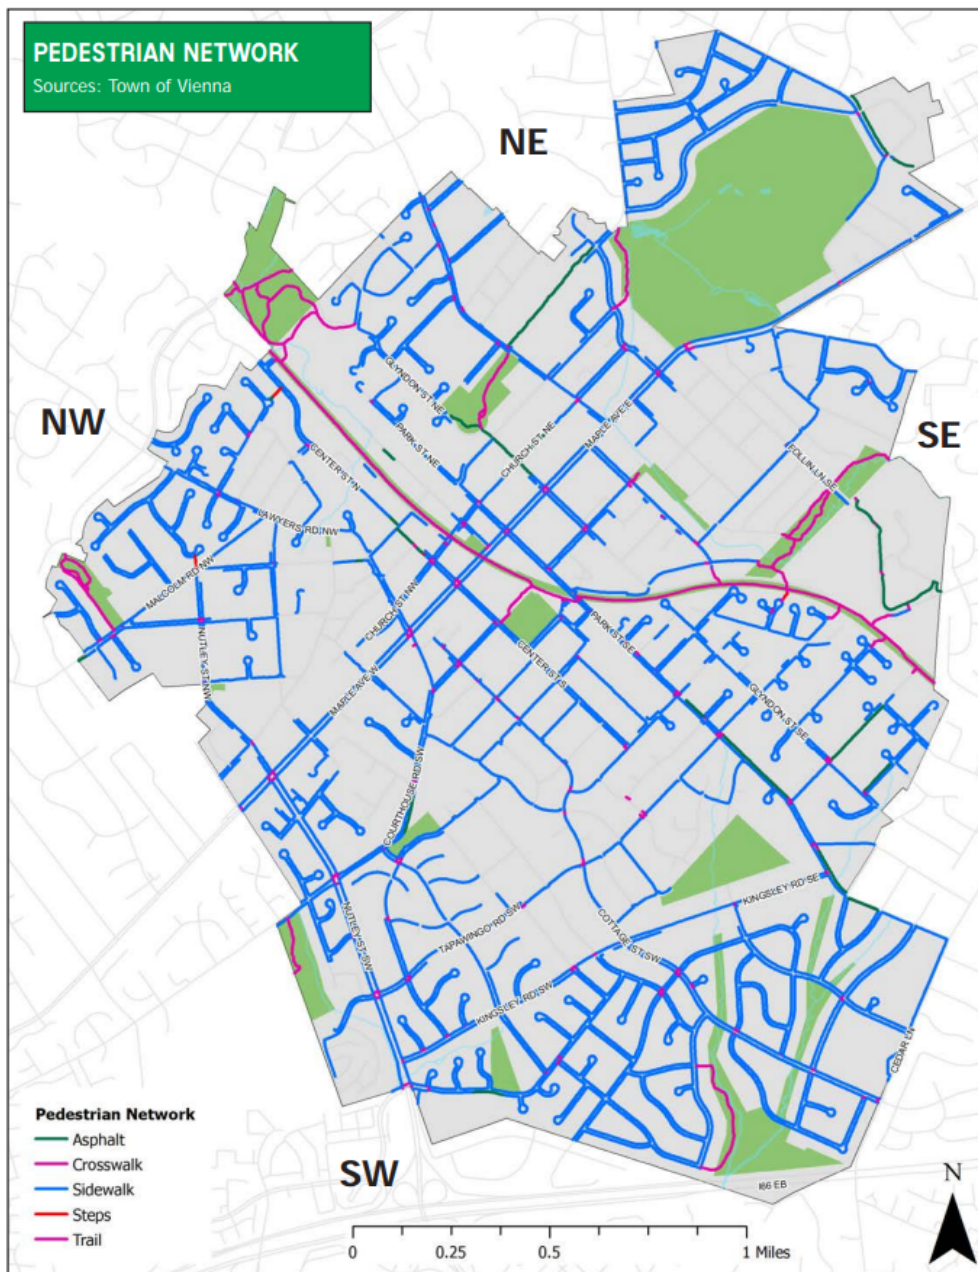 PEDESTRIAN NETWORK
Sources: Town of Vienna
NE
NW
SE
GLYNDON ST NE
PARK ST NE
CHURCH ST NE
MAPLE AVE E
FOLLIN LN SE
CENTER ST N
LAWYERS RD NW
MALCOLM RD NW
NUTLEY ST NW
CHURCH ST NW
MAPLE AVE W
CENTER ST S
PARK ST SE
GLYNDON ST SE
COURTHOUSE RD SW
NUTLEY ST SW
TAPAWINGO RD SW
COTTAGE ST SW
KINGSLEY RD SE
KINGSLEY RD SW
CEDAR LN
I66 EB
SW
Pedestrian Network
Asphalt
Crosswalk
Sidewalk
Steps
Trail
0 0.25 0.5 1 Miles
N